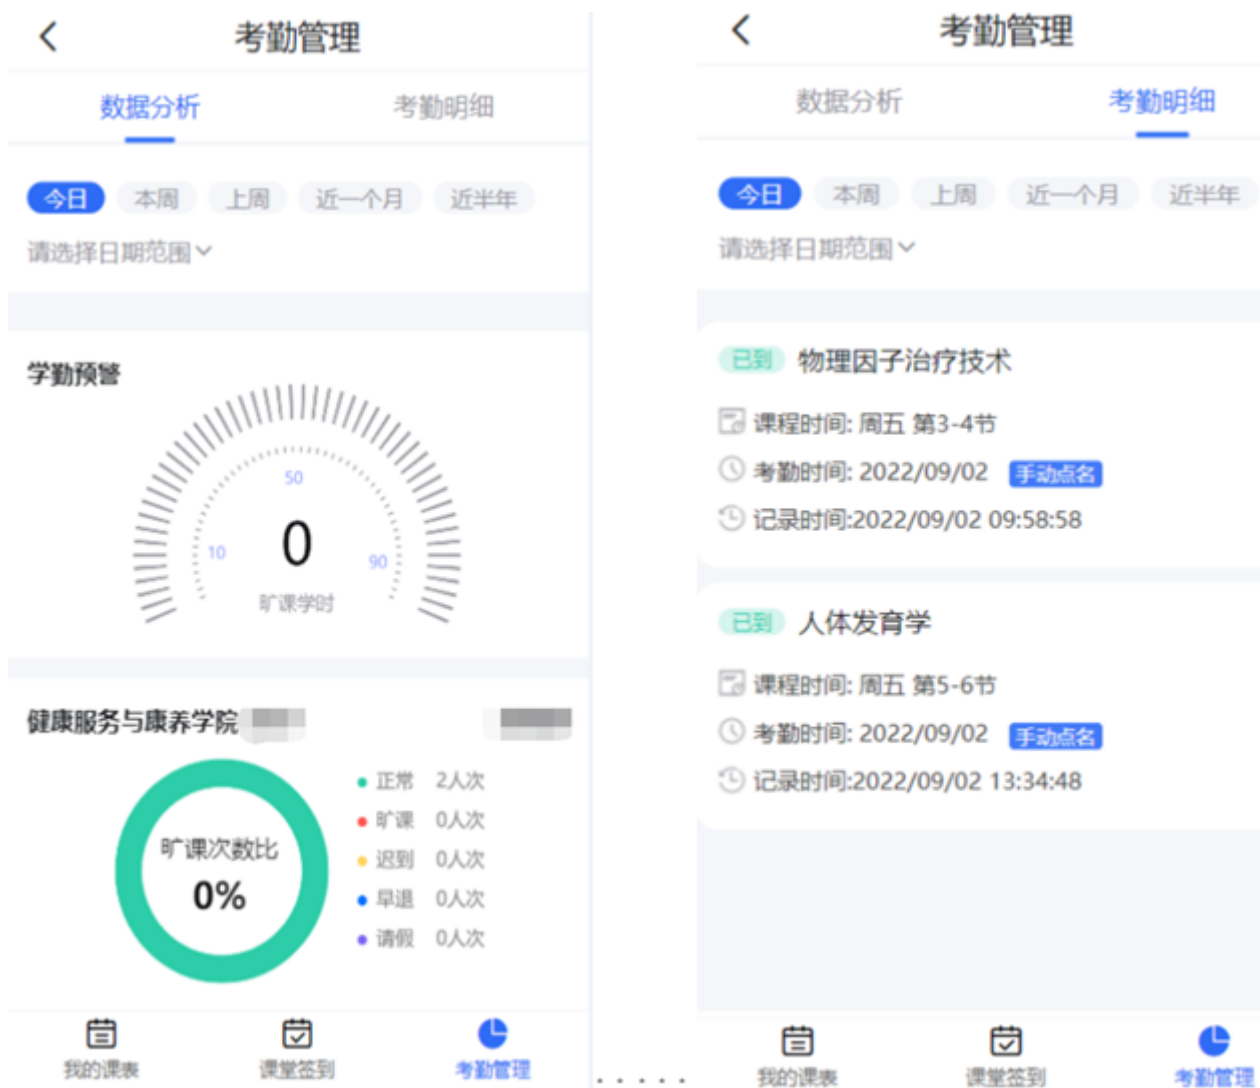 考勤管理
数据分析 考勤明细
今日 本周 上周 近一个月 近半年
请选择日期范围
学勤预警
50
10 0 90
旷课学时
健康服务与康养学院
旷课次数比
0%
正常 2人次
旷课 0人次
迟到 0人次
早退 0人次
请假 0人次
我的课表 课堂签到 考勤管理
考勤管理
数据分析 考勤明细
今日 本周 上周 近一个月 近半年
请选择日期范围
已到 物理因子治疗技术
课程时间: 周五 第3-4节
考勤时间: 2022/09/02 手动点名
记录时间:2022/09/02 09:58:58
已到 人体发育学
课程时间: 周五 第5-6节
考勤时间: 2022/09/02 手动点名
记录时间:2022/09/02 13:34:48
我的课表 课堂签到 考勤管理